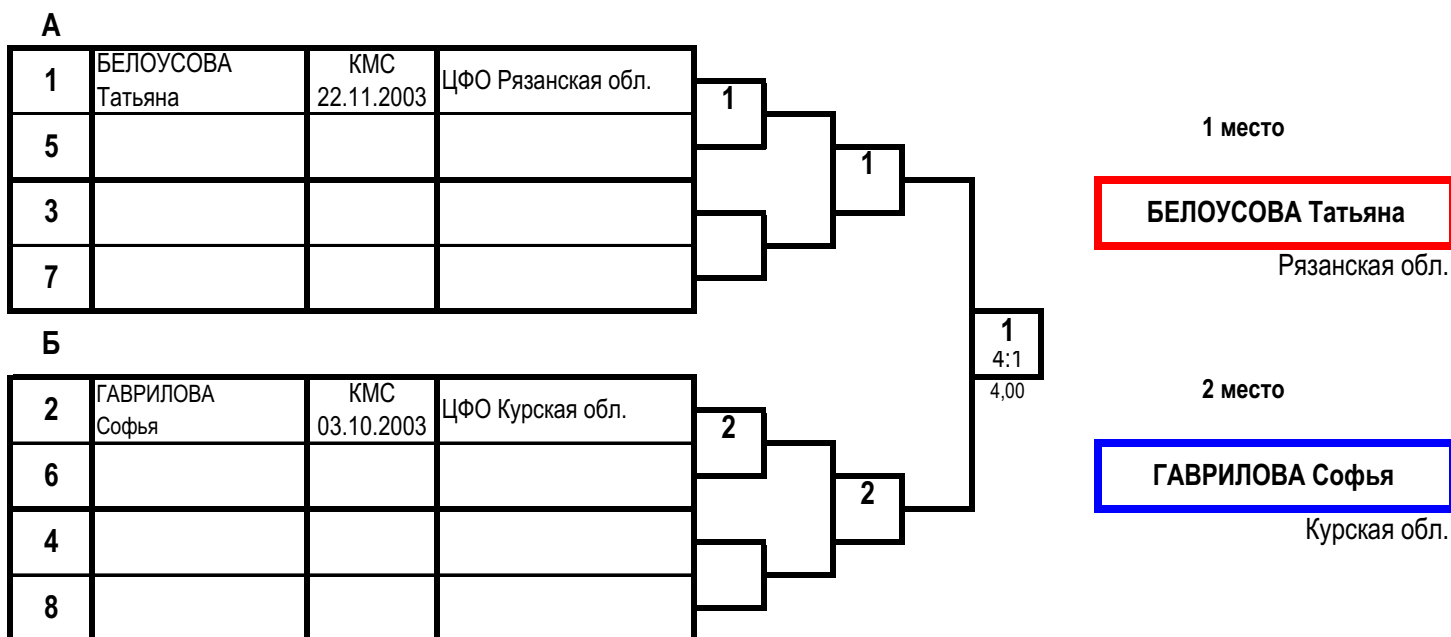 А
1 БЕЛОУСОВА Татьяна КМС 22.11.2003 ЦФО Рязанская обл. 1
5
1
3
7
1 место
БЕЛОУСОВА Татьяна
Рязанская обл.
1
4:1
4,00
Б
2 ГАВРИЛОВА Софья КМС 03.10.2003 ЦФО Курская обл. 2
6
2
4
8
2 место
ГАВРИЛОВА Софья
Курская обл.